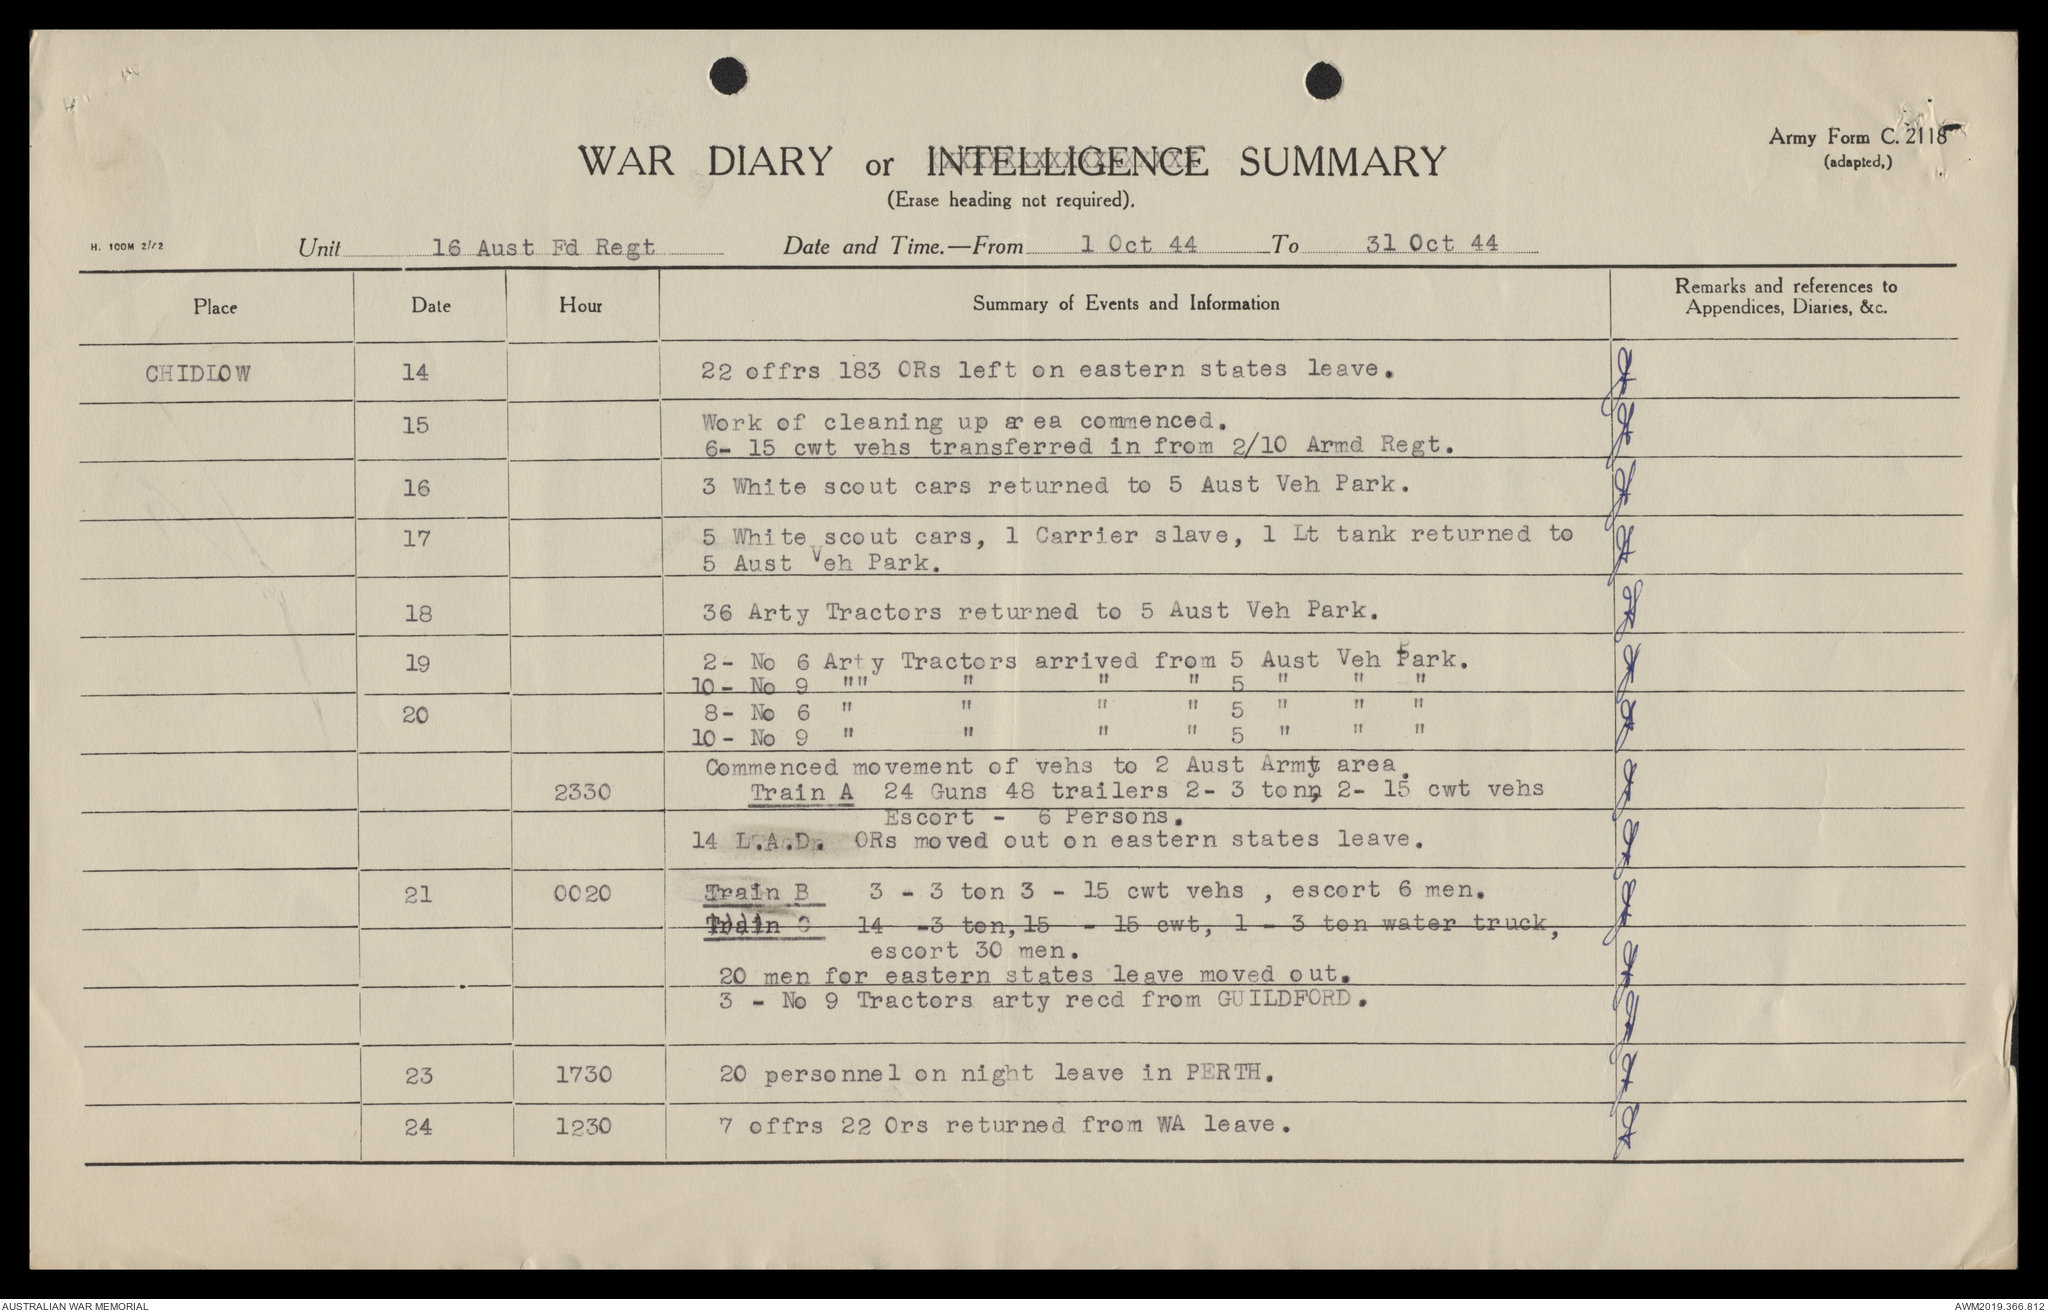 Army Form C. 2118
(adapted,)
WAR DIARY or INTELLIGENCE SUMMARY
(Erase heading not required).
H. 100M 2/42
Unit 16 Aust Fd Regt Date and Time.—From 1 Oct 44 To 31 Oct 44
Place Date Hour Summary of Events and Information Remarks and references to
Appendices, Diaries, &c.
CHIDLOW 14 22 offrs 183 ORs left on eastern states leave.
15 Work of cleaning up area commenced.
6- 15 cwt vehs transferred in from 2/10 Armd Regt.
16 3 White scout cars returned to 5 Aust Veh Park.
17 5 White scout cars, 1 Carrier slave, 1 Lt tank returned to
5 Aust Veh Park.
18 36 Arty Tractors returned to 5 Aust Veh Park.
19 2- No 6 Arty Tractors arrived from 5 Aust Veh Park.
10- No 9 "" " " " 5 " " "
20 8- No 6 " " " " 5 " " "
10- No 9 " " " " 5 " " "
Commenced movement of vehs to 2 Aust Army area.
2330 Train A 24 Guns 48 trailers 2- 3 tonn, 2- 15 cwt vehs
Escort - 6 Persons.
14 L.A.D. ORs moved out on eastern states leave.
21 0020 Train B 3 - 3 ton 3 - 15 cwt vehs , escort 6 men.
Train C 14 -3 ton, 15 - 15 cwt, 1 - 3 ton water truck,
escort 30 men.
20 men for eastern states leave moved out.
3 - No 9 Tractors arty recd from GUILDFORD.
23 1730 20 personnel on night leave in PERTH.
24 1230 7 offrs 22 Ors returned from WA leave.
AUSTRALIAN WAR MEMORIAL AWM2019.366.812